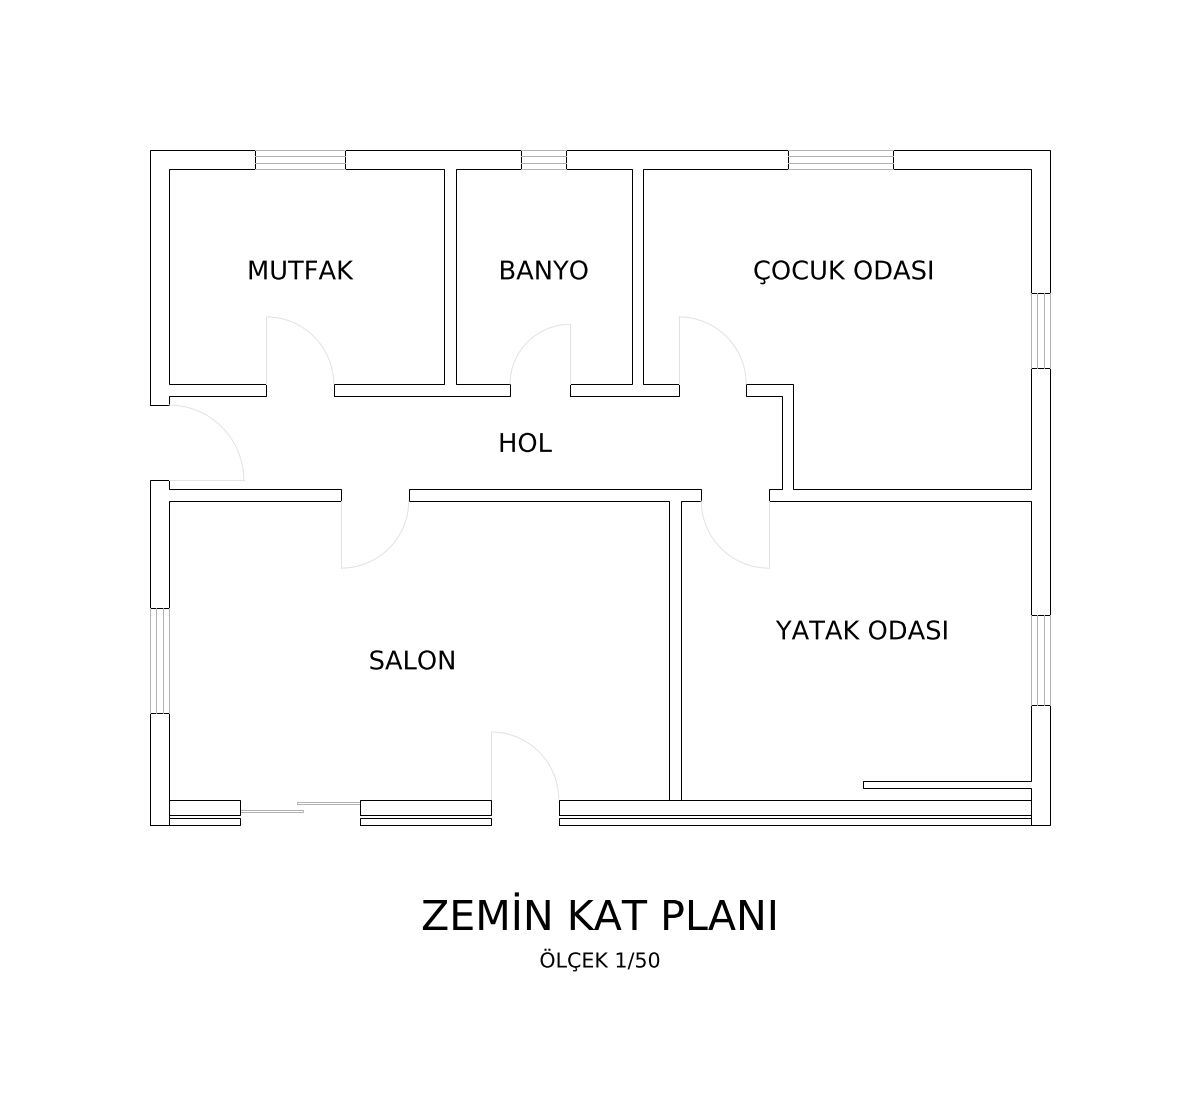 MUTFAK
BANYO
ÇOCUK ODASI
HOL
SALON
YATAK ODASI
ZEMİN KAT PLANI
ÖLÇEK 1/50